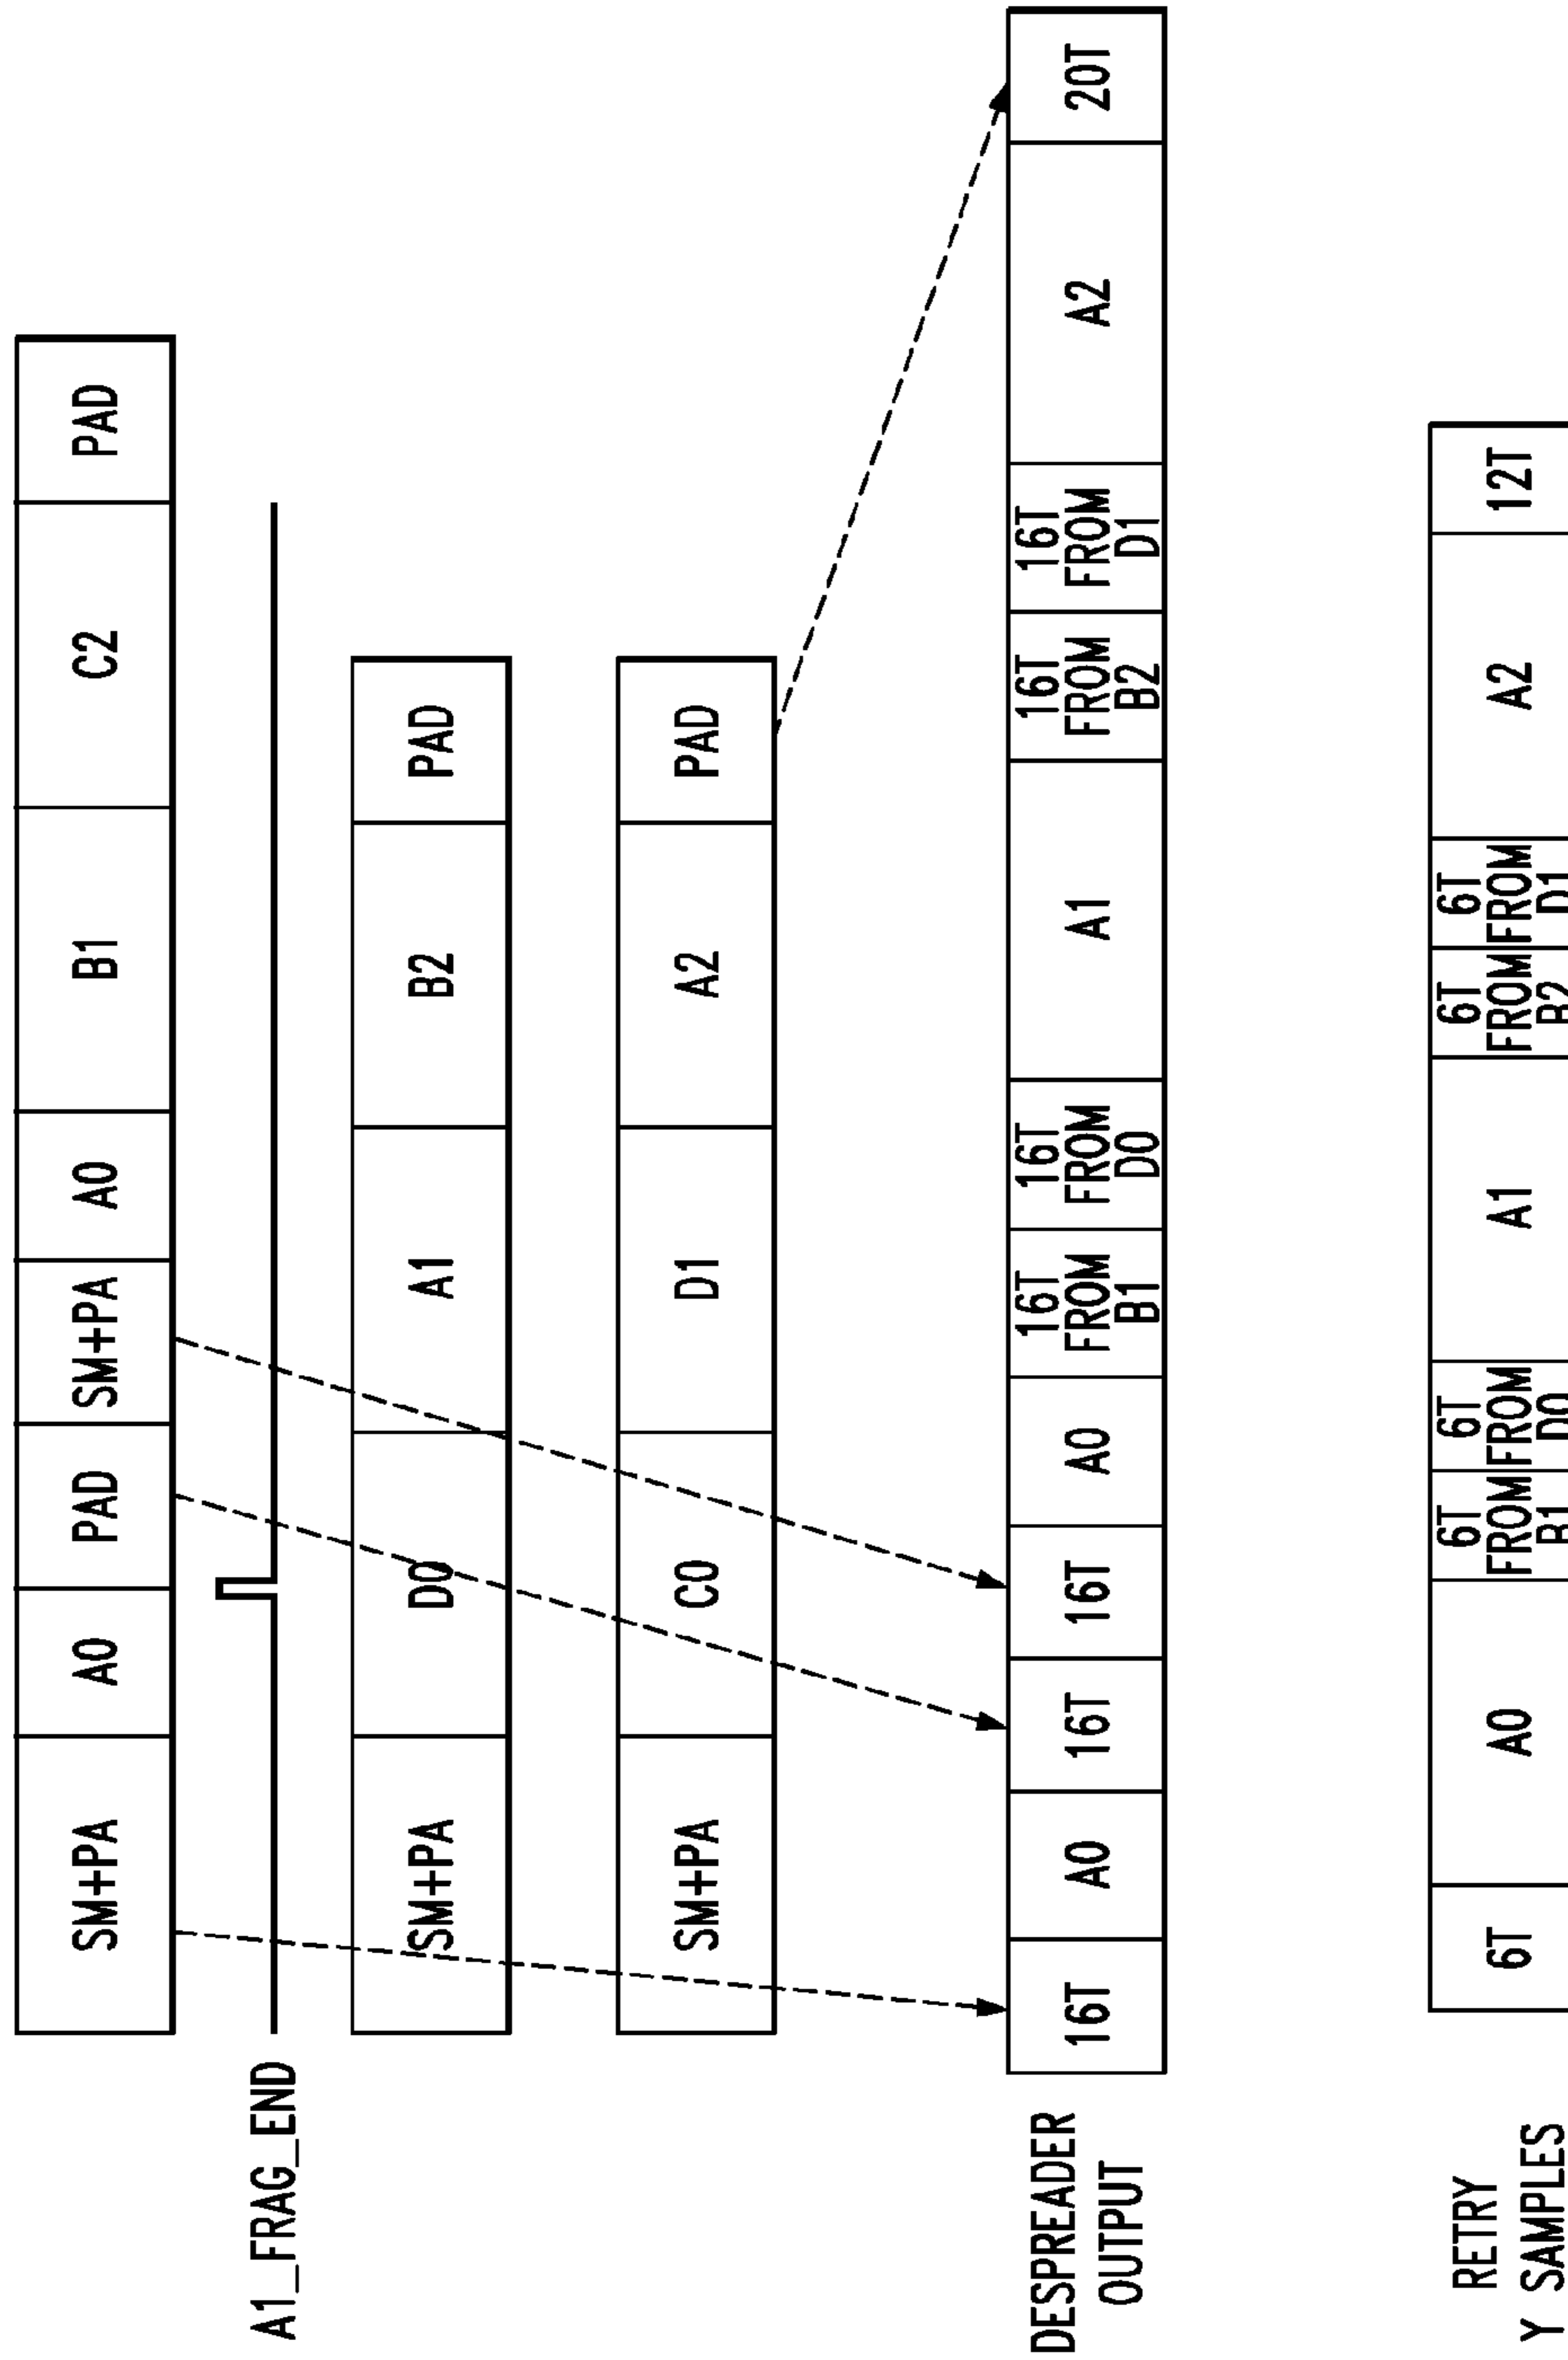 SM+PA A0 PAD SM+PA A0 B1 C2 PAD
A1_FRAG_END
SM+PA D0 A1 B2 PAD
SM+PA C0 D1 A2 PAD
DESPREADER
OUTPUT
16T
A0
16T
16T
A0
16T
FROM
B1
16T
FROM
D0
A1
16T
FROM
B2
16T
FROM
D1
A2
20T
RETRY
Y SAMPLES
6T
A0
6T
FROM
B1
6T
FROM
D0
A1
6T
FROM
B2
6T
FROM
D1
A2
12T